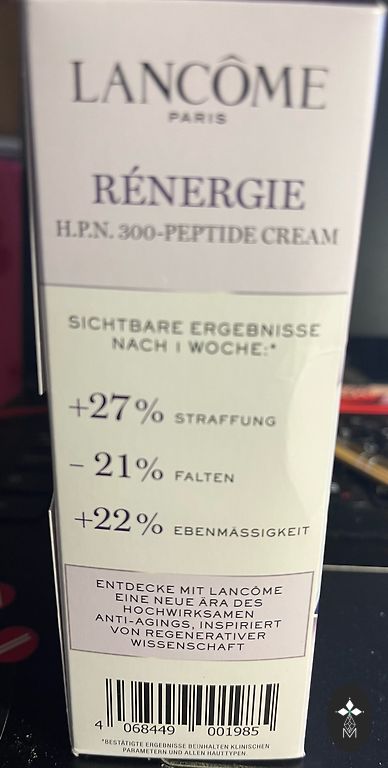 LANCÔME
PARIS
RÉNERGIE
H.P.N. 300-PEPTIDE CREAM
SICHTBARE ERGEBNISSE
NACH 1 WOCHE:*
+27% STRAFFUNG
- 21% FALTEN
+22% EBENMÄSSIGKEIT
ENTDECKE MIT LANCÔME
EINE NEUE ÄRA DES
HOCHWIRKSAMEN
ANTI-AGINGS, INSPIRIERT
VON REGENERATIVER
WISSENSCHAFT
4 068449 001985
*BESTÄTIGTE ERGEBNISSE BEINHALTEN KLINISCHEN
PARAMETERN UND ALLEN HAUTTYPEN.
M